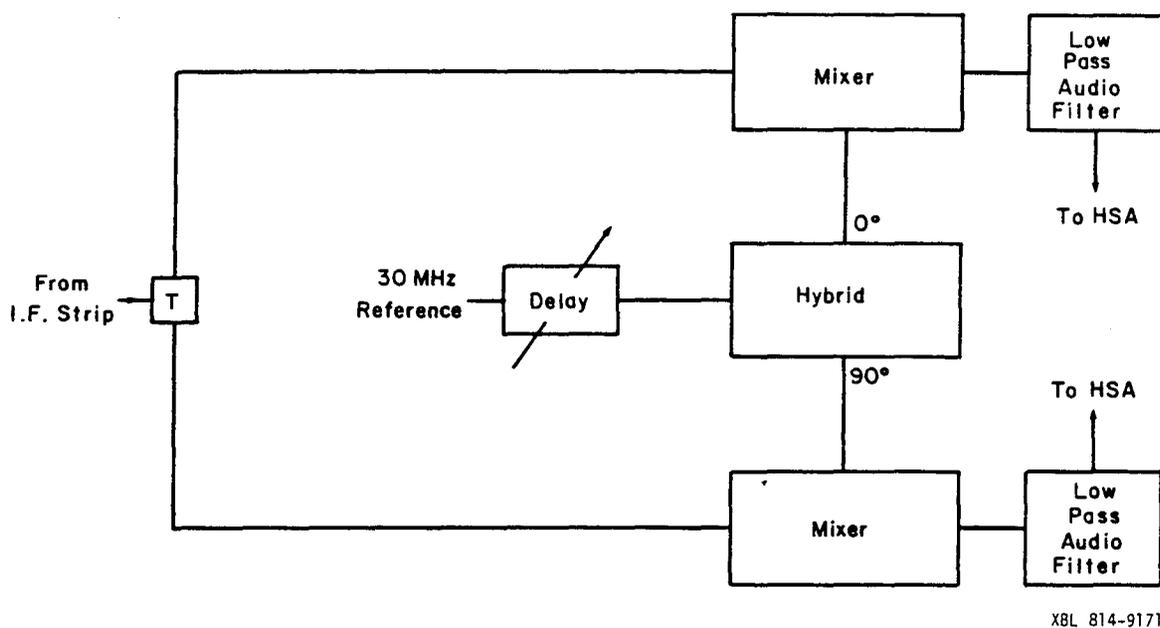 Mixer
Low
Pass
Audio
Filter
To HSA
0°
From
I.F. Strip
T
30 MHz
Reference
Delay
Hybrid
90°
To HSA
Mixer
Low
Pass
Audio
Filter
XBL 814-9171